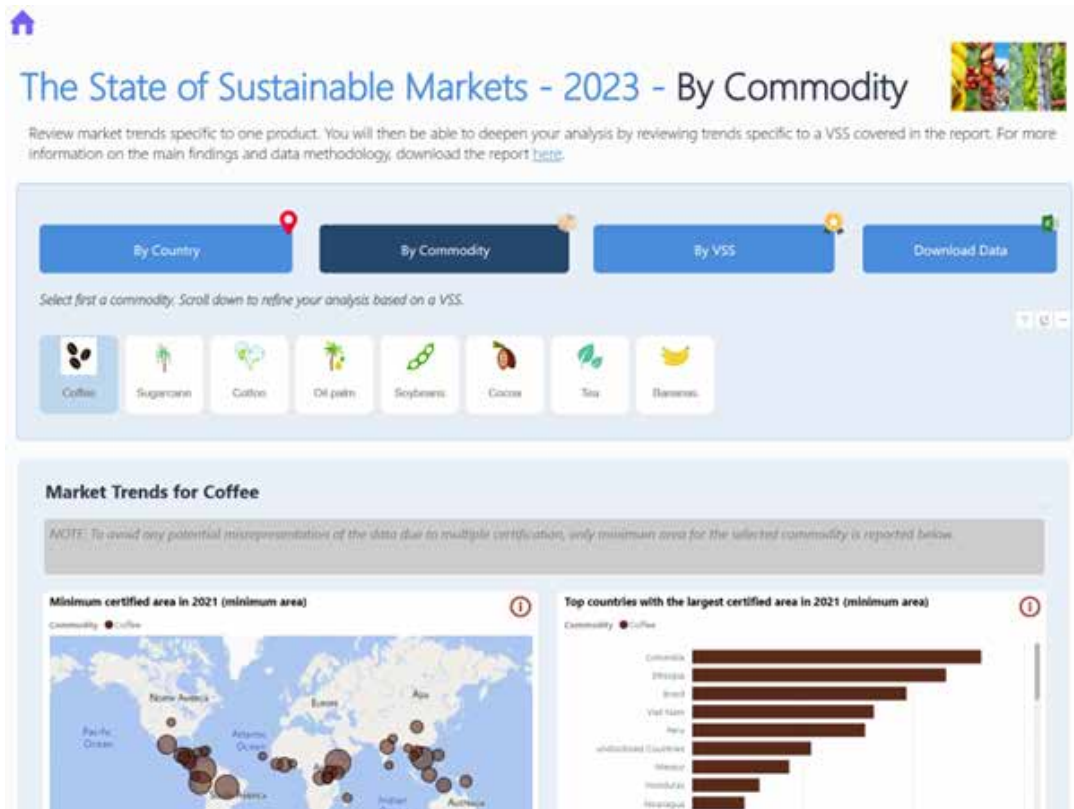 The State of Sustainable Markets - 2023 - By Commodity
Review market trends specific to one product. You will then be able to deepen your analysis by reviewing trends specific to a VSS covered in the report. For more
information on the main findings and data methodology, download the report here.
By Country
By Commodity
By VSS
Download Data
Select first a commodity. Scroll down to refine your analysis based on a VSS.
Coffee
Sugarcane
Cotton
Oil palm
Soybeans
Cocoa
Tea
Bananas
Market Trends for Coffee
NOTE: To avoid any potential misrepresentation of the data due to multiple certification, only minimum area for the selected commodity is reported below.
Minimum certified area in 2021 (minimum area)
Commodity Coffee
North America
Europe
Asia
Pacific
Ocean
Atlantic
Ocean
South America
Indian
Australia
Top countries with the largest certified area in 2021 (minimum area)
Commodity Coffee
Colombia
Ethiopia
Brazil
Viet Nam
Peru
undisclosed Countries
Mexico
Honduras
Nicaragua